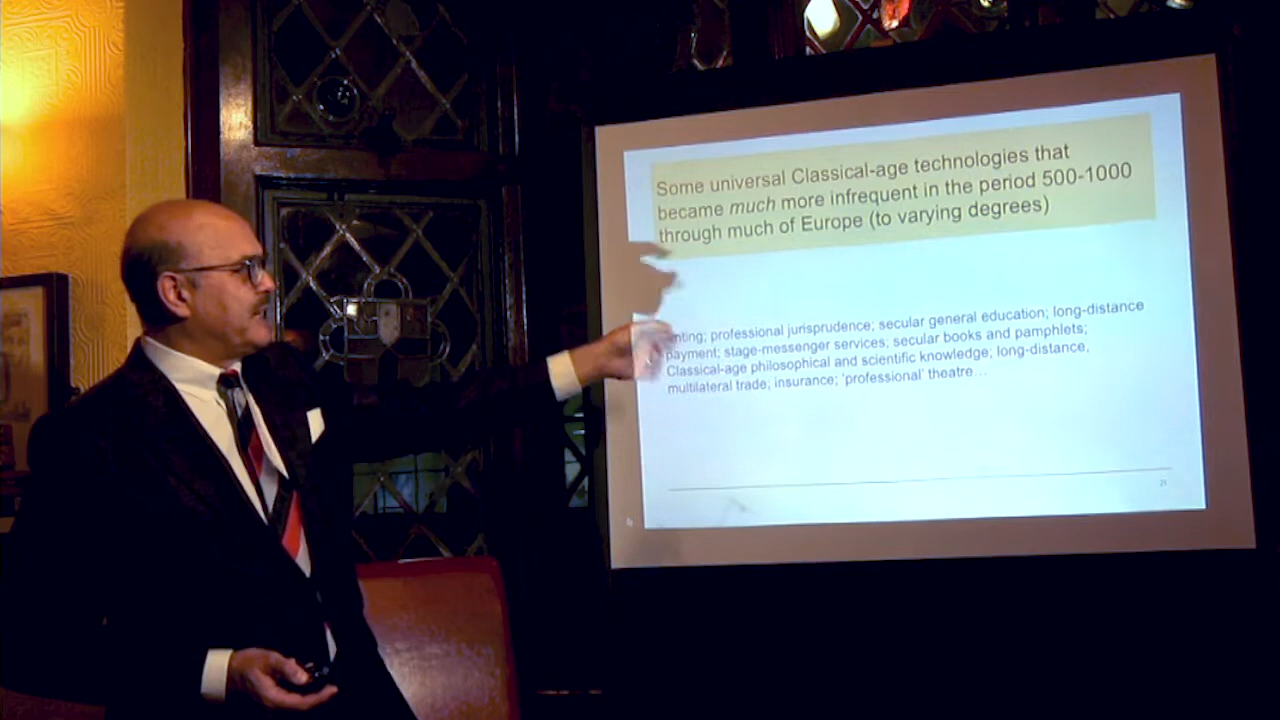 Some universal Classical-age technologies that
became much more infrequent in the period 500-1000
through much of Europe (to varying degrees)
professional jurisprudence; secular general education; long-distance
payment; stage-messenger services; secular books and pamphlets;
Classical-age philosophical and scientific knowledge; long-distance,
multilateral trade; insurance; ‘professional’ theatre…
21